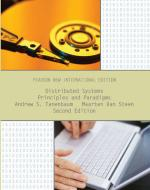 PEARSON NEW INTERNATIONAL EDITION
Distributed Systems
Principles and Paradigms
Andrew S. Tanenbaum Maarten Van Steen
Second Edition